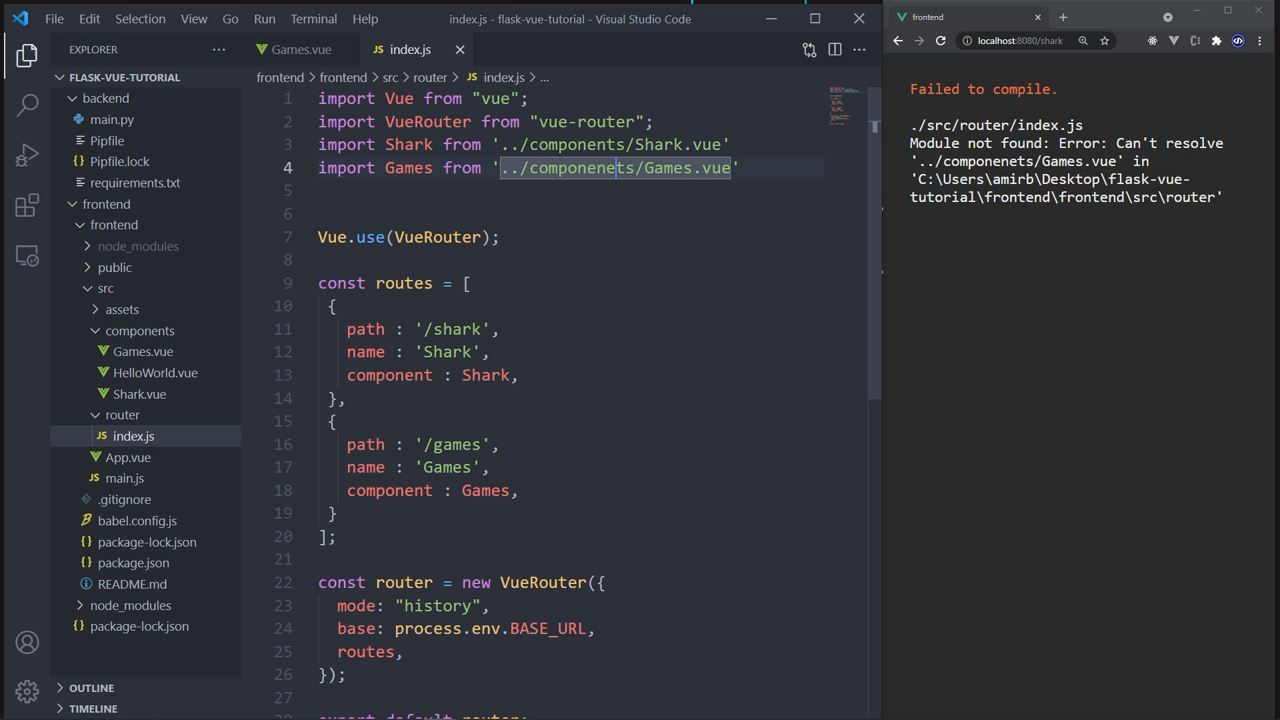 File Edit Selection View Go Run Terminal Help
index.js - flask-vue-tutorial - Visual Studio Code
EXPLORER
FLASK-VUE-TUTORIAL
backend
main.py
Pipfile
Pipfile.lock
requirements.txt
frontend
frontend
node_modules
public
src
assets
components
Games.vue
HelloWorld.vue
Shark.vue
router
JS index.js
App.vue
JS main.js
.gitignore
babel.config.js
{} package-lock.json
{} package.json
README.md
node_modules
{} package-lock.json
OUTLINE
TIMELINE
Games.vue
JS index.js
frontend > frontend > src > router > JS index.js > ...
1 import Vue from "vue";
2 import VueRouter from "vue-router";
3 import Shark from '../components/Shark.vue'
4 import Games from '../componenets/Games.vue'
5
6
7 Vue.use(VueRouter);
8
9 const routes = [
10 {
11 path : '/shark',
12 name : 'Shark',
13 component : Shark,
14 },
15 {
16 path : '/games',
17 name : 'Games',
18 component : Games,
19 }
20 ];
21
22 const router = new VueRouter({
23 mode: "history",
24 base: process.env.BASE_URL,
25 routes,
26 });
27
28 export default router;
frontend
localhost:8080/shark
Failed to compile.
./src/router/index.js
Module not found: Error: Can't resolve
'../componenets/Games.vue' in
'C:\Users\amirb\Desktop\flask-vue-
tutorial\frontend\frontend\src\router'